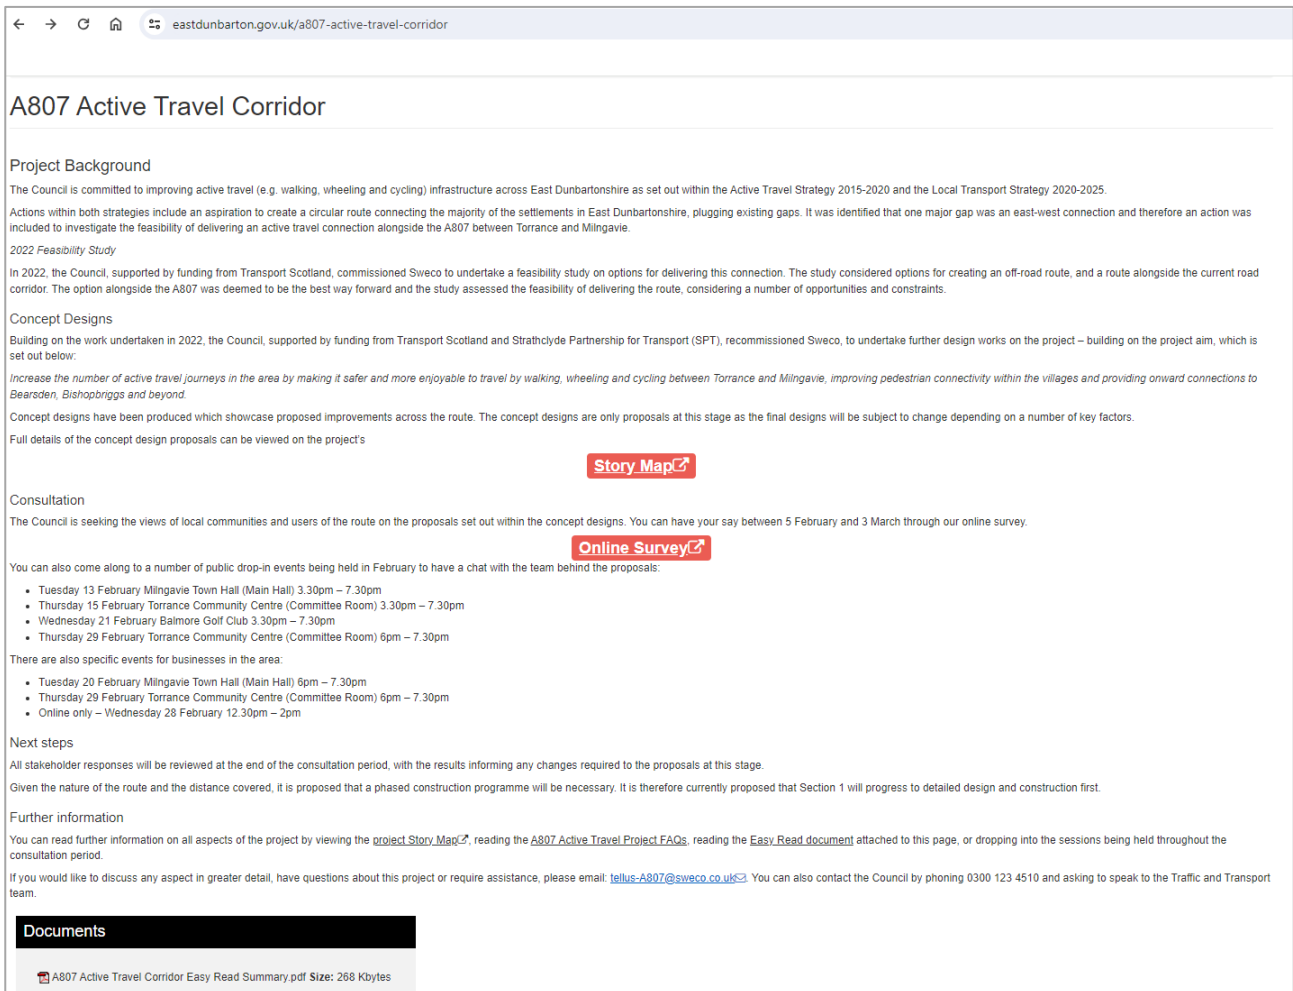 eastdunbarton.gov.uk/a807-active-travel-corridor
A807 Active Travel Corridor
Project Background
The Council is committed to improving active travel (e.g. walking, wheeling and cycling) infrastructure across East Dunbartonshire as set out within the Active Travel Strategy 2015-2020 and the Local Transport Strategy 2020-2025.
Actions within both strategies include an aspiration to create a circular route connecting the majority of the settlements in East Dunbartonshire, plugging existing gaps. It was identified that one major gap was an east-west connection and therefore an action was
included to investigate the feasibility of delivering an active travel connection alongside the A807 between Torrance and Milngavie.
2022 Feasibility Study
In 2022, the Council, supported by funding from Transport Scotland, commissioned Sweco to undertake a feasibility study on options for delivering this connection. The study considered options for creating an off-road route, and a route alongside the current road
corridor. The option alongside the A807 was deemed to be the best way forward and the study assessed the feasibility of delivering the route, considering a number of opportunities and constraints.
Concept Designs
Building on the work undertaken in 2022, the Council, supported by funding from Transport Scotland and Strathclyde Partnership for Transport (SPT), recommissioned Sweco, to undertake further design works on the project – building on the project aim, which is
set out below:
Increase the number of active travel journeys in the area by making it safer and more enjoyable to travel by walking, wheeling and cycling between Torrance and Milngavie, improving pedestrian connectivity within the villages and providing onward connections to
Bearsden, Bishopbriggs and beyond.
Concept designs have been produced which showcase proposed improvements across the route. The concept designs are only proposals at this stage as the final designs will be subject to change depending on a number of key factors.
Full details of the concept design proposals can be viewed on the project's
Story Map
Consultation
The Council is seeking the views of local communities and users of the route on the proposals set out within the concept designs. You can have your say between 5 February and 3 March through our online survey.
Online Survey
You can also come along to a number of public drop-in events being held in February to have a chat with the team behind the proposals:
• Tuesday 13 February Milngavie Town Hall (Main Hall) 3.30pm – 7.30pm
• Thursday 15 February Torrance Community Centre (Committee Room) 3.30pm – 7.30pm
• Wednesday 21 February Balmore Golf Club 3.30pm – 7.30pm
• Thursday 29 February Torrance Community Centre (Committee Room) 6pm – 7.30pm
There are also specific events for businesses in the area:
• Tuesday 20 February Milngavie Town Hall (Main Hall) 6pm – 7.30pm
• Thursday 29 February Torrance Community Centre (Committee Room) 6pm – 7.30pm
• Online only – Wednesday 28 February 12.30pm – 2pm
Next steps
All stakeholder responses will be reviewed at the end of the consultation period, with the results informing any changes required to the proposals at this stage.
Given the nature of the route and the distance covered, it is proposed that a phased construction programme will be necessary. It is therefore currently proposed that Section 1 will progress to detailed design and construction first.
Further information
You can read further information on all aspects of the project by viewing the project Story Map, reading the A807 Active Travel Project FAQs, reading the Easy Read document attached to this page, or dropping into the sessions being held throughout the
consultation period.
If you would like to discuss any aspect in greater detail, have questions about this project or require assistance, please email: tellus-A807@sweco.co.uk. You can also contact the Council by phoning 0300 123 4510 and asking to speak to the Traffic and Transport
team.
Documents
A807 Active Travel Corridor Easy Read Summary.pdf Size: 268 Kbytes